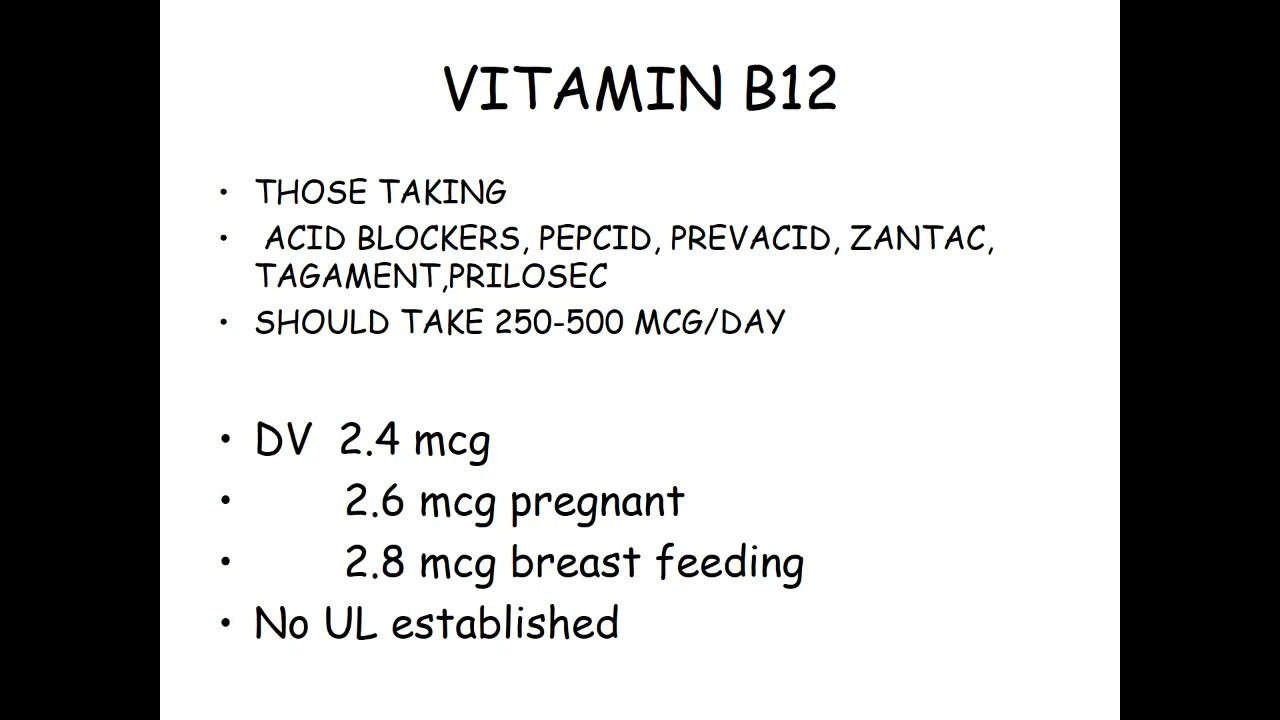 VITAMIN B12
• THOSE TAKING
• ACID BLOCKERS, PEPCID, PREVACID, ZANTAC,
TAGAMENT,PRILOSEC
• SHOULD TAKE 250-500 MCG/DAY
• DV 2.4 mcg
• 2.6 mcg pregnant
• 2.8 mcg breast feeding
• No UL established